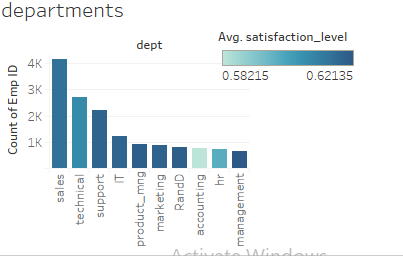 departments
dept
Avg. satisfaction_level
0.58215 0.62135
Count of Emp ID
4K
3K
2K
1K
sales
technical
support
IT
product_mng
marketing
RandD
accounting
hr
management
Activate Windows